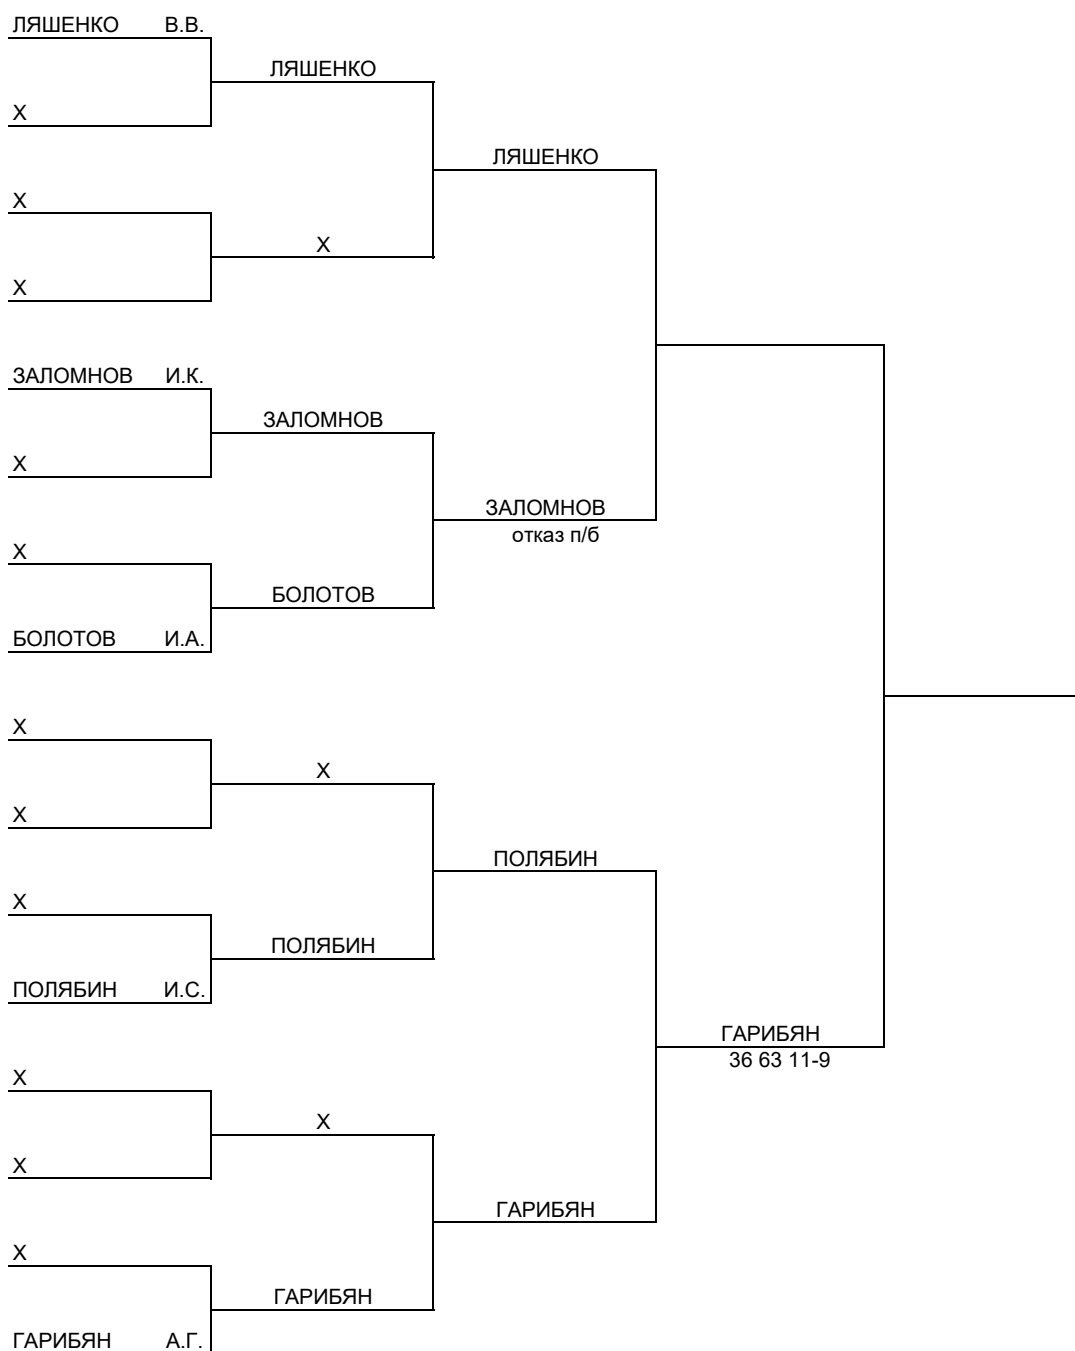 ЛЯШЕНКО В.В.
ЛЯШЕНКО
Х
ЛЯШЕНКО
Х
Х
Х
ЗАЛОМНОВ И.К.
ЗАЛОМНОВ
Х
ЗАЛОМНОВ
отказ п/б
Х
БОЛОТОВ
БОЛОТОВ И.А.
Х
Х
Х
ПОЛЯБИН
Х
ПОЛЯБИН
ПОЛЯБИН И.С.
ГАРИБЯН
36 63 11-9
Х
Х
Х
ГАРИБЯН
Х
ГАРИБЯН
ГАРИБЯН А.Г.